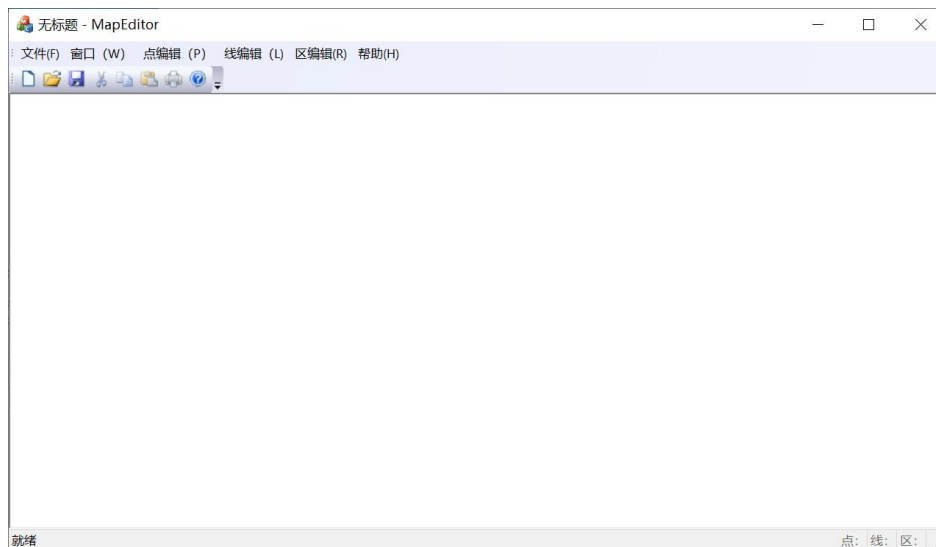 无标题 - MapEditor
文件(F) 窗口 (W) 点编辑 (P) 线编辑 (L) 区编辑(R) 帮助(H)
就绪 点: 线: 区: